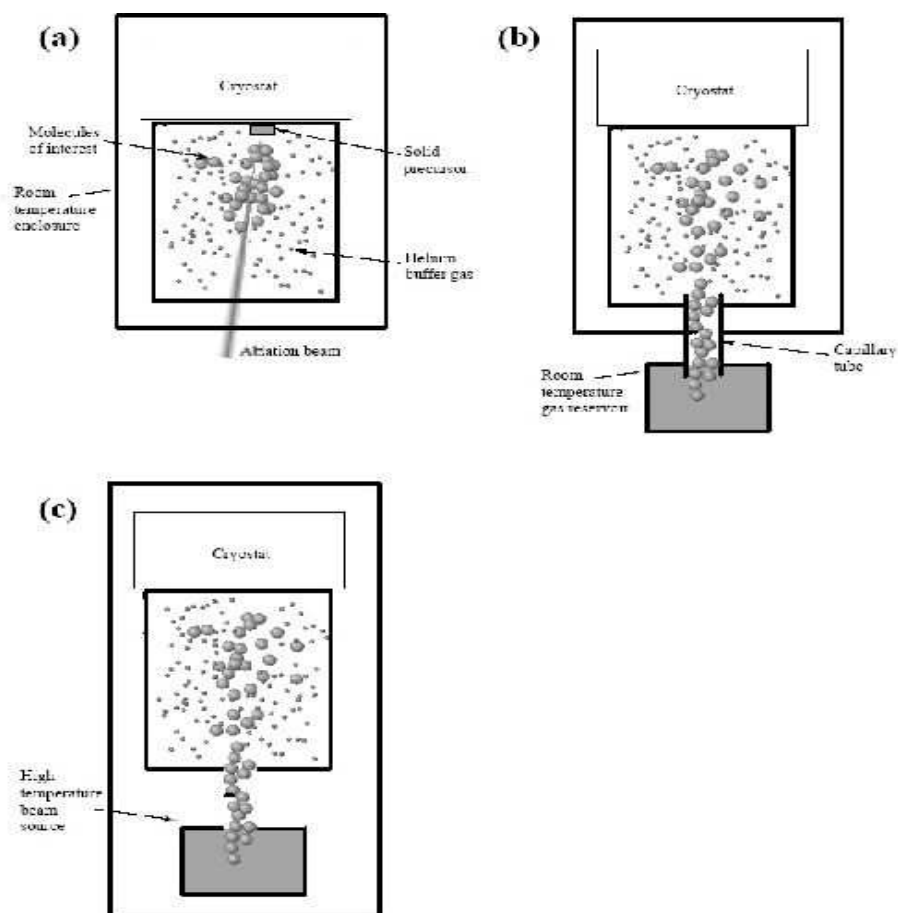 (a)
Cryostat
Molecules
of interest
Solid
precursor
Room
temperature
enclosure
Helium
buffer gas
Ablation beam
(b)
Cryostat
Capillary
tube
Room
temperature
gas reservoir
(c)
Cryostat
High
temperature
beam
source